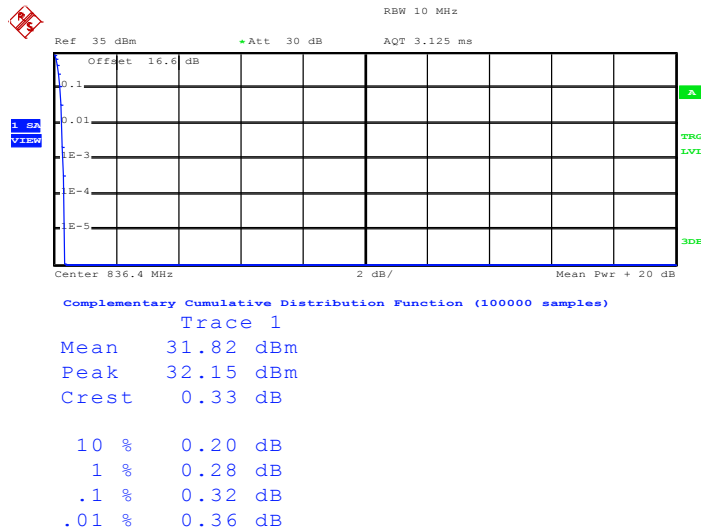 RBW 10 MHz
Ref 35 dBm *Att 30 dB AQT 3.125 ms
Offset 16.6 dB
0.1
A
0.01
1 SA
VIEW
TRG
LVL
1E-3
1E-4
1E-5
3DB
Center 836.4 MHz 2 dB/ Mean Pwr + 20 dB
Complementary Cumulative Distribution Function (100000 samples)
Trace 1
Mean 31.82 dBm
Peak 32.15 dBm
Crest 0.33 dB
10 % 0.20 dB
1 % 0.28 dB
.1 % 0.32 dB
.01 % 0.36 dB